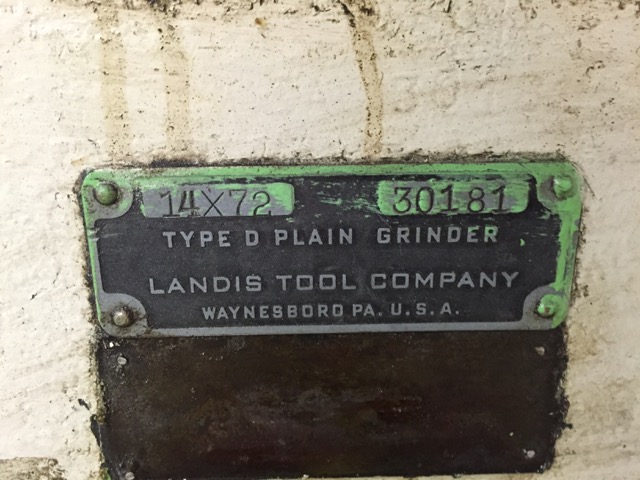 14X72 30181
TYPE D PLAIN GRINDER
LANDIS TOOL COMPANY
WAYNESBORO PA. U.S.A.